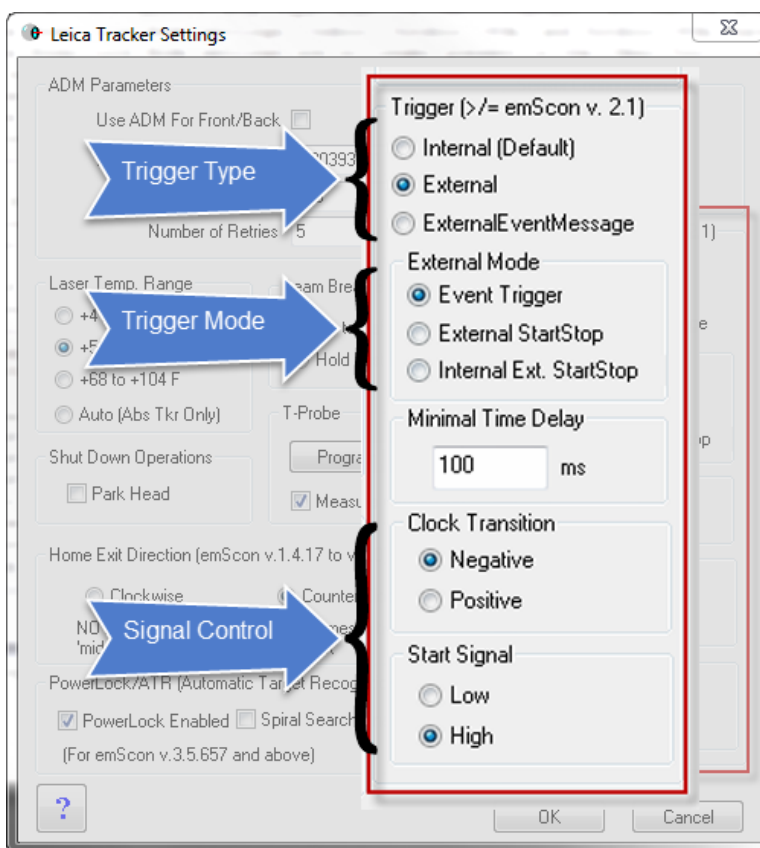 Leica Tracker Settings
ADM Parameters
Use ADM For Front/Back
Number of Retries 5
Laser Temp. Range
+68 to +104 F
Auto (Abs Tkr Only)
T-Probe
Shut Down Operations
Park Head
Home Exit Direction (emScon v.1.4.17 to v
Clockwise
PowerLock/ATR (Automatic Target Recog
PowerLock Enabled
Spiral Search
(For emScon v.3.5.657 and above)
?
Trigger Type
Trigger Mode
Signal Control
Trigger (>/= emScon v. 2.1)
Internal (Default)
External
ExternalEventMessage
External Mode
Event Trigger
External StartStop
Internal Ext. StartStop
Minimal Time Delay
100 ms
Clock Transition
Negative
Positive
Start Signal
Low
High
OK
Cancel